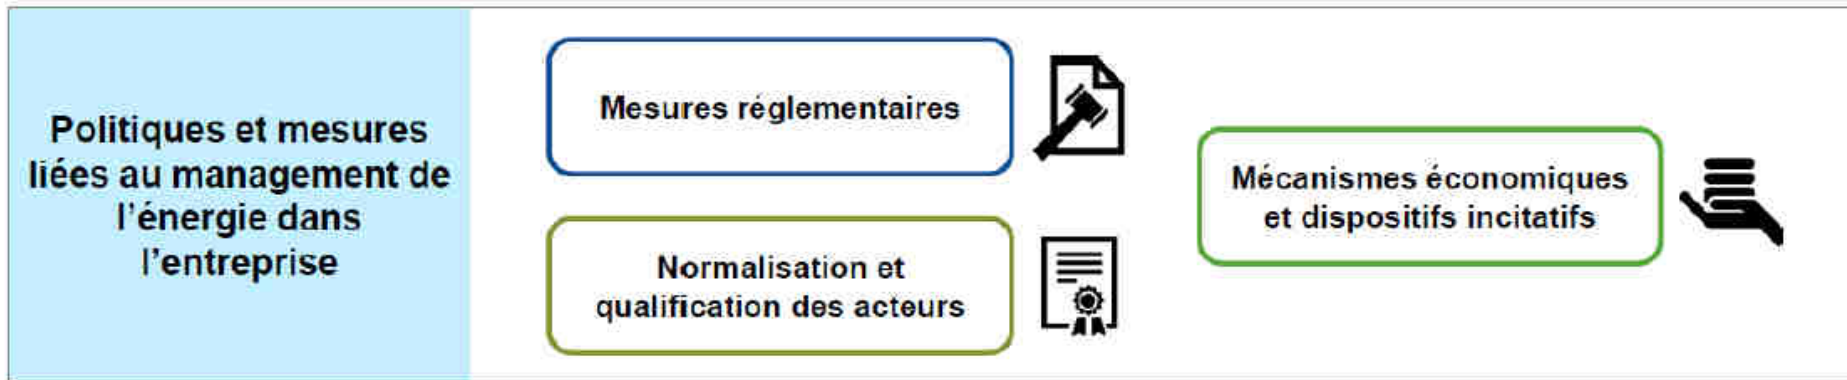 Politiques et mesures
liées au management de
l'énergie dans
l'entreprise
Mesures réglementaires
Normalisation et
qualification des acteurs
Mécanismes économiques
et dispositifs incitatifs